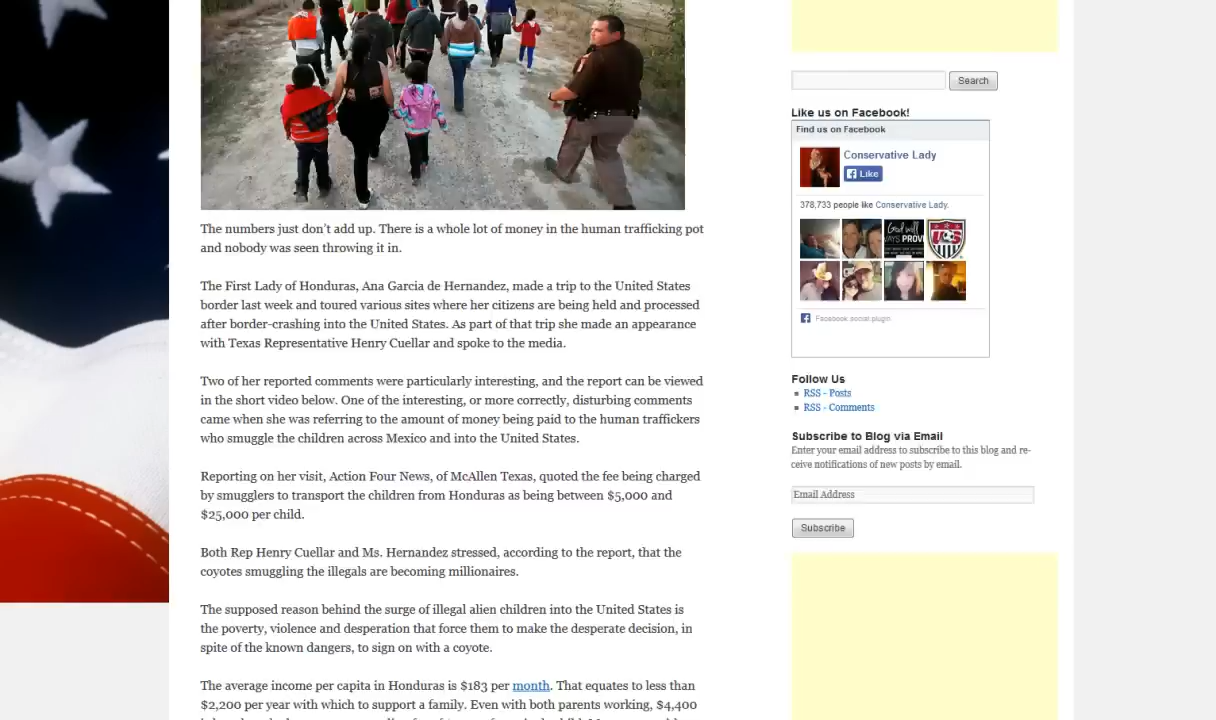 The numbers just don't add up. There is a whole lot of money in the human trafficking pot
and nobody was seen throwing it in.
The First Lady of Honduras, Ana Garcia de Hernandez, made a trip to the United States
border last week and toured various sites where her citizens are being held and processed
after border-crashing into the United States. As part of that trip she made an appearance
with Texas Representative Henry Cuellar and spoke to the media.
Two of her reported comments were particularly interesting, and the report can be viewed
in the short video below. One of the interesting, or more correctly, disturbing comments
came when she was referring to the amount of money being paid to the human traffickers
who smuggle the children across Mexico and into the United States.
Reporting on her visit, Action Four News, of McAllen Texas, quoted the fee being charged
by smugglers to transport the children from Honduras as being between $5,000 and
$25,000 per child.
Both Rep Henry Cuellar and Ms. Hernandez stressed, according to the report, that the
coyotes smuggling the illegals are becoming millionaires.
The supposed reason behind the surge of illegal alien children into the United States is
the poverty, violence and desperation that force them to make the desperate decision, in
spite of the known dangers, to sign on with a coyote.
The average income per capita in Honduras is $183 per month. That equates to less than
$2,200 per year with which to support a family. Even with both parents working, $4,400
Search
Like us on Facebook!
Find us on Facebook
Conservative Lady
Like
378,733 people like Conservative Lady.
Facebook social plugin
Follow Us
RSS - Posts
RSS - Comments
Subscribe to Blog via Email
Enter your email address to subscribe to this blog and re-
ceive notifications of new posts by email.
Email Address
Subscribe